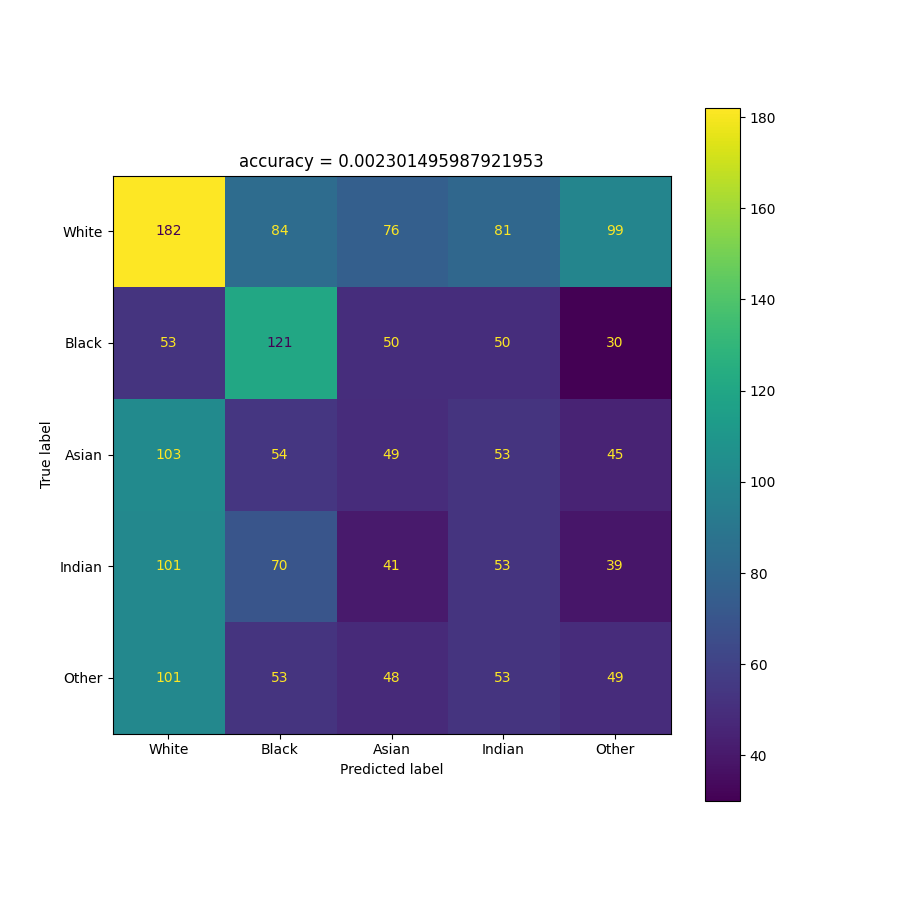 accuracy = 0.002301495987921953
180
160
140
120
100
80
60
40
White 182 84 76 81 99
Black 53 121 50 50 30
Asian 103 54 49 53 45
Indian 101 70 41 53 39
Other 101 53 48 53 49
White Black Asian Indian Other
Predicted label
True label